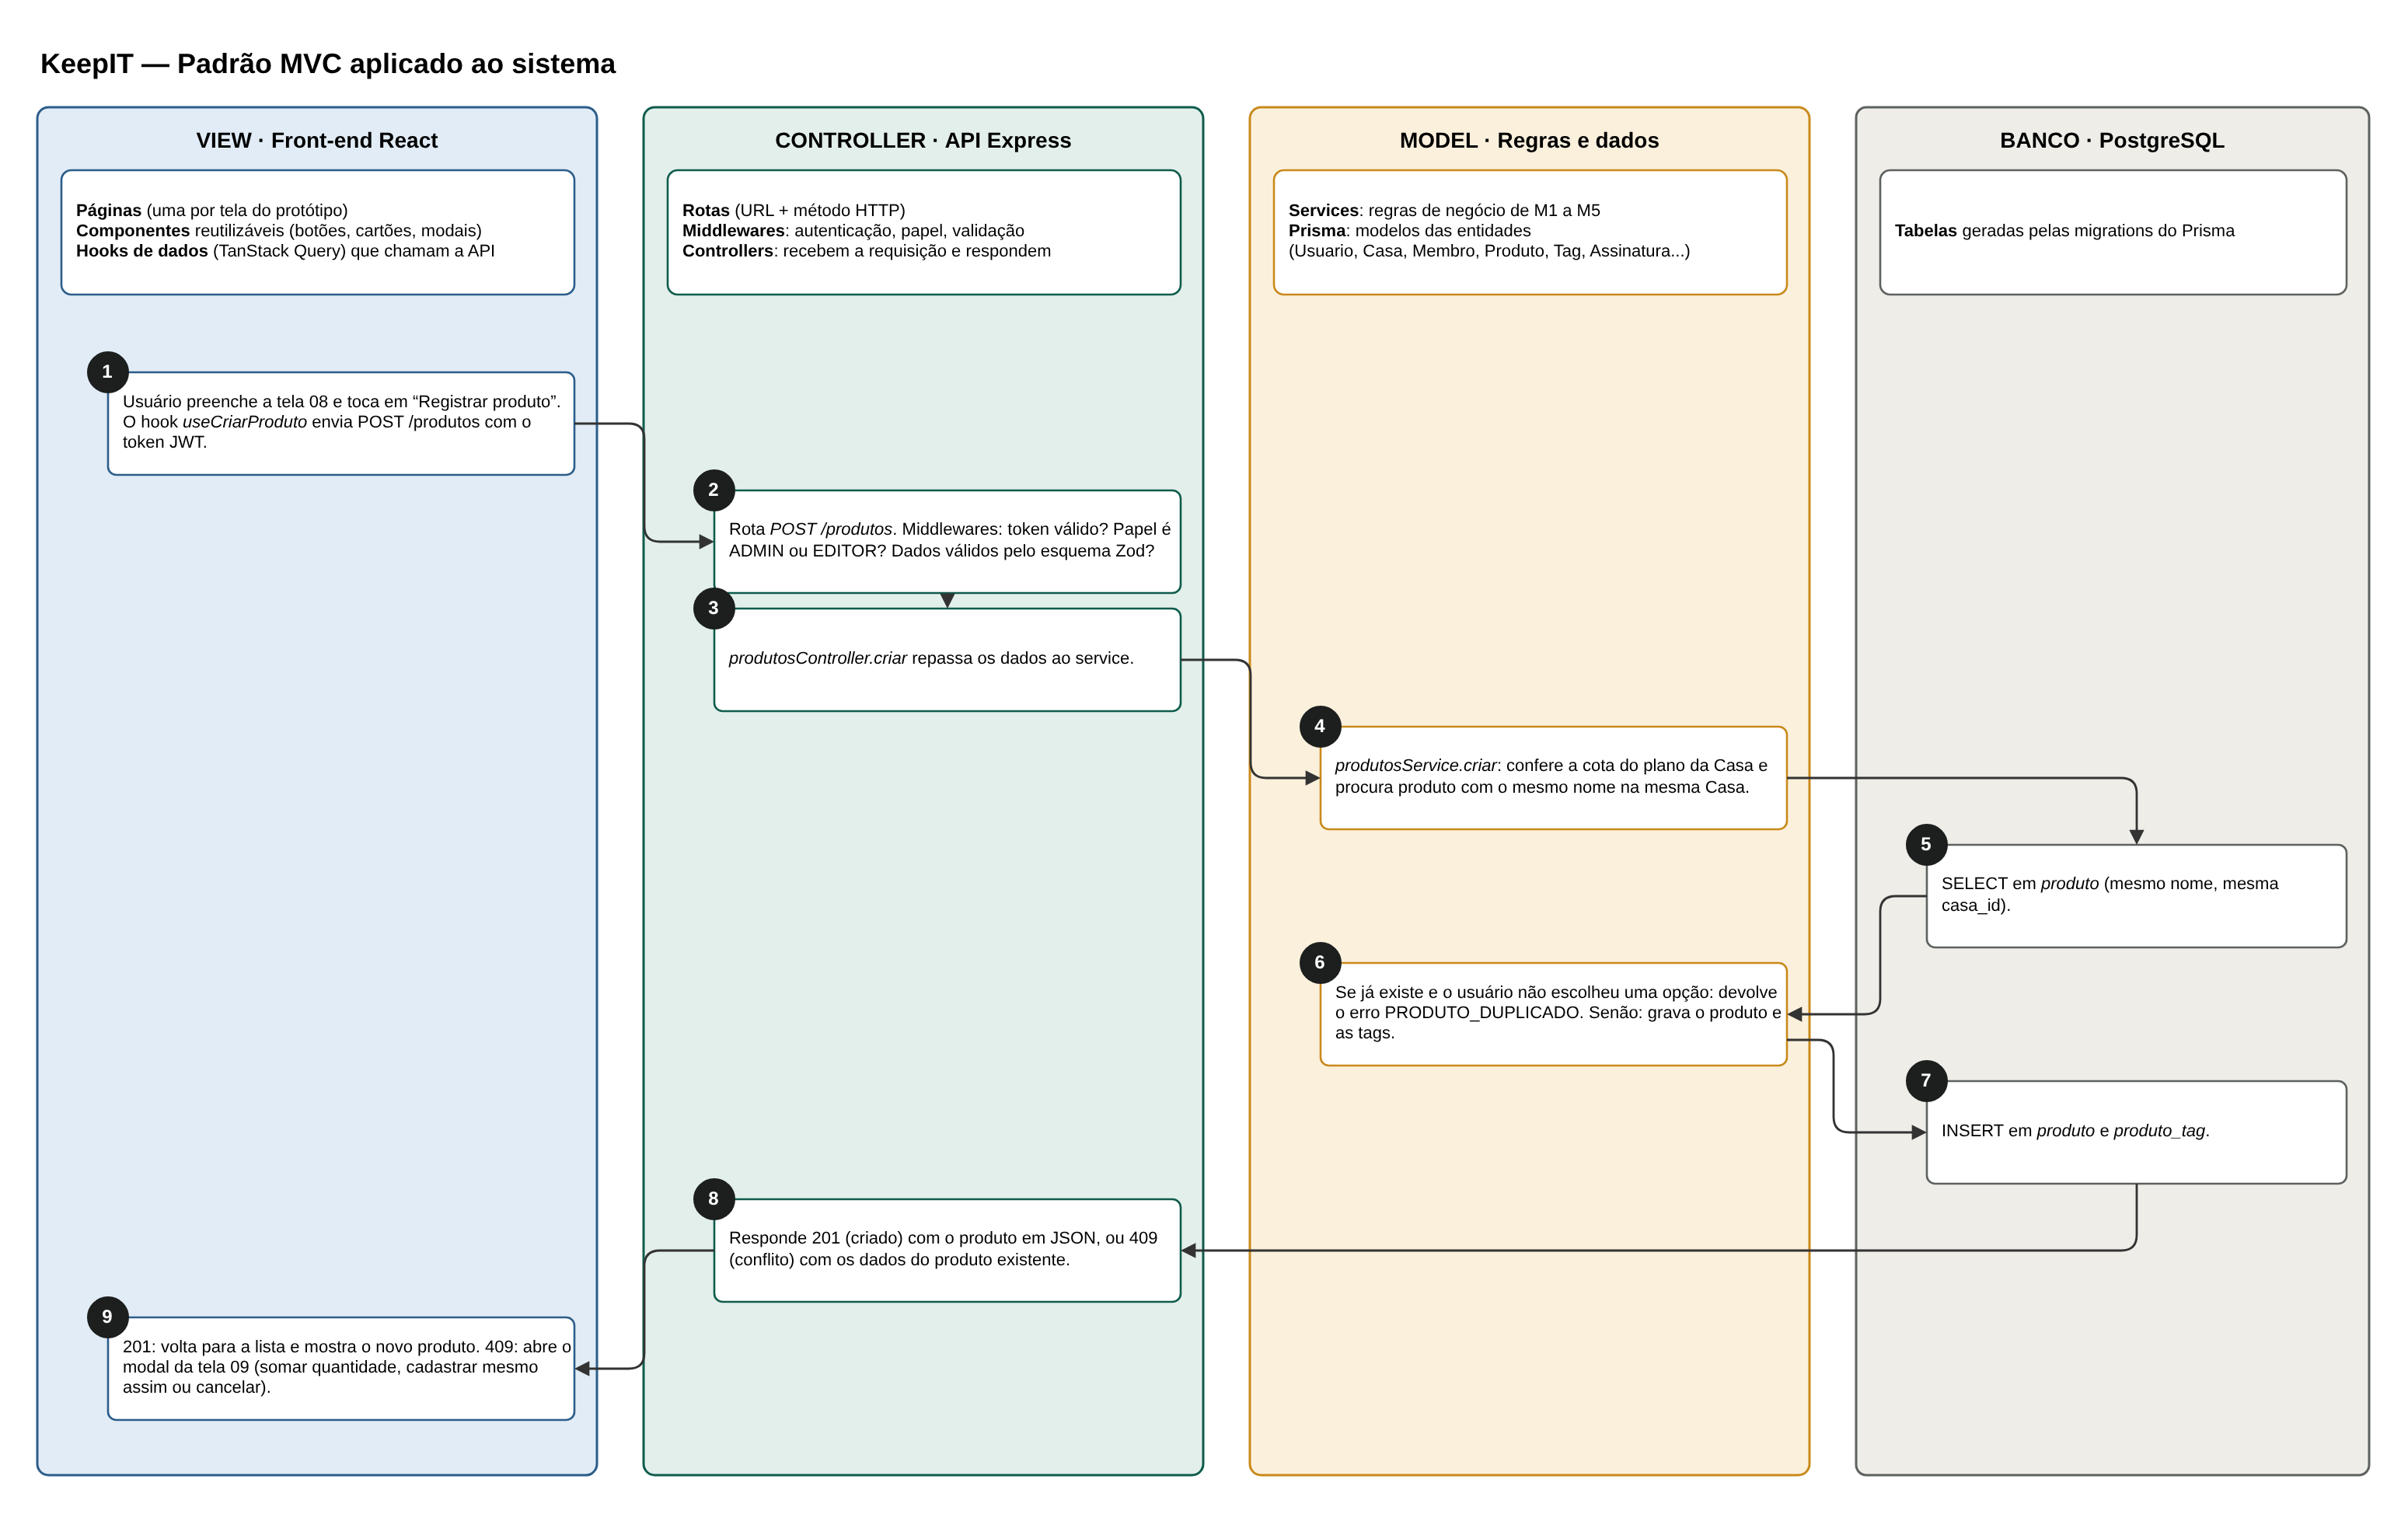 KeepIT — Padrão MVC aplicado ao sistema
VIEW · Front-end React
Páginas (uma por tela do protótipo)
Componentes reutilizáveis (botões, cartões, modais)
Hooks de dados (TanStack Query) que chamam a API
CONTROLLER · API Express
Rotas (URL + método HTTP)
Middlewares: autenticação, papel, validação
Controllers: recebem a requisição e respondem
MODEL · Regras e dados
Services: regras de negócio de M1 a M5
Prisma: modelos das entidades
(Usuario, Casa, Membro, Produto, Tag, Assinatura...)
BANCO · PostgreSQL
Tabelas geradas pelas migrations do Prisma
1
Usuário preenche a tela 08 e toca em “Registrar produto”.
O hook useCriarProduto envia POST /produtos com o
token JWT.
2
Rota POST /produtos. Middlewares: token válido? Papel é
ADMIN ou EDITOR? Dados válidos pelo esquema Zod?
3
produtosController.criar repassa os dados ao service.
4
produtosService.criar: confere a cota do plano da Casa e
procura produto com o mesmo nome na mesma Casa.
5
SELECT em produto (mesmo nome, mesma
casa_id).
6
Se já existe e o usuário não escolheu uma opção: devolve
o erro PRODUTO_DUPLICADO. Senão: grava o produto e
as tags.
7
INSERT em produto e produto_tag.
8
Responde 201 (criado) com o produto em JSON, ou 409
(conflito) com os dados do produto existente.
9
201: volta para a lista e mostra o novo produto. 409: abre o
modal da tela 09 (somar quantidade, cadastrar mesmo
assim ou cancelar).